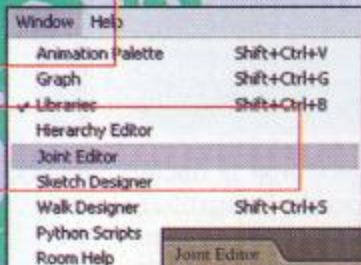 Window Help
Animation Palette Shift+Ctrl+V
Graph Shift+Ctrl+G
Libraries Shift+Ctrl+B
Hierarchy Editor
Joint Editor
Sketch Designer
Walk Designer Shift+Ctrl+S
Python Scripts
Room Help
Joint Editor